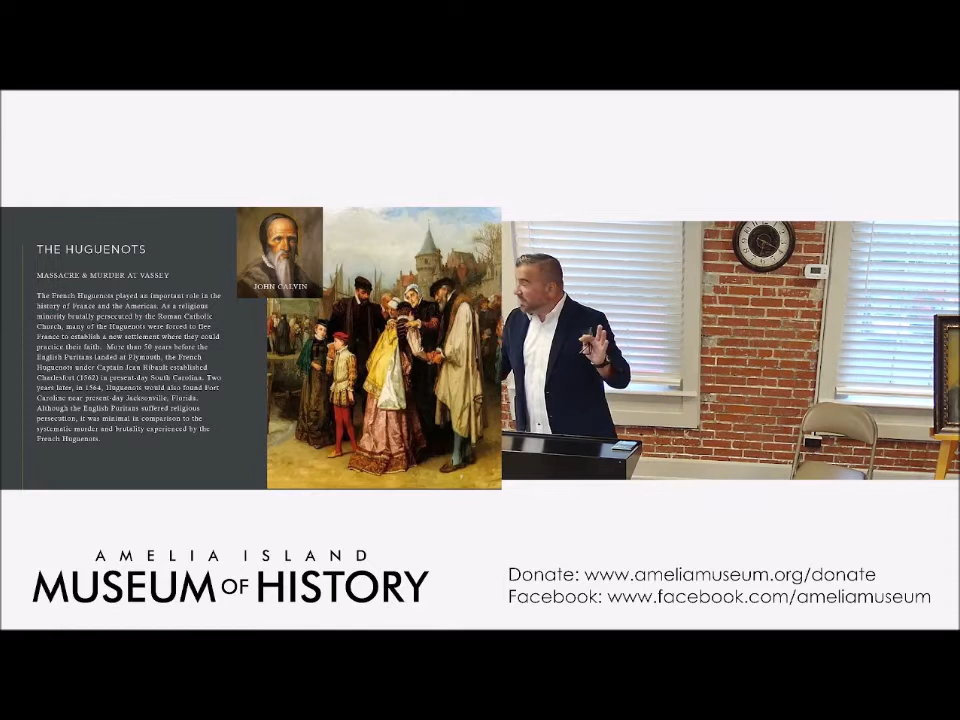 THE HUGUENOTS
MASSACRE & MURDER AT VASSEY
The French Huguenots played an important role in the
history of France and the Americas. As a religious
minority brutally persecuted by the Roman Catholic
Church, many of the Huguenots were forced to flee
France to establish a new settlement where they could
practice their faith. More than 50 years before the
English Puritans landed at Plymouth, the French
Huguenots under Captain Jean Ribault established
Charlesfort (1562) in present-day South Carolina. Two
years later, in 1564, Huguenots would also found Fort
Caroline near present-day Jacksonville, Florida.
Although the English Puritans suffered religious
persecution, it was minimal in comparison to the
systematic murder and brutality experienced by the
French Huguenots.
JOHN CALVIN
AMELIA ISLAND
MUSEUM OF HISTORY
Donate: www.ameliamuseum.org/donate
Facebook: www.facebook.com/ameliamuseum